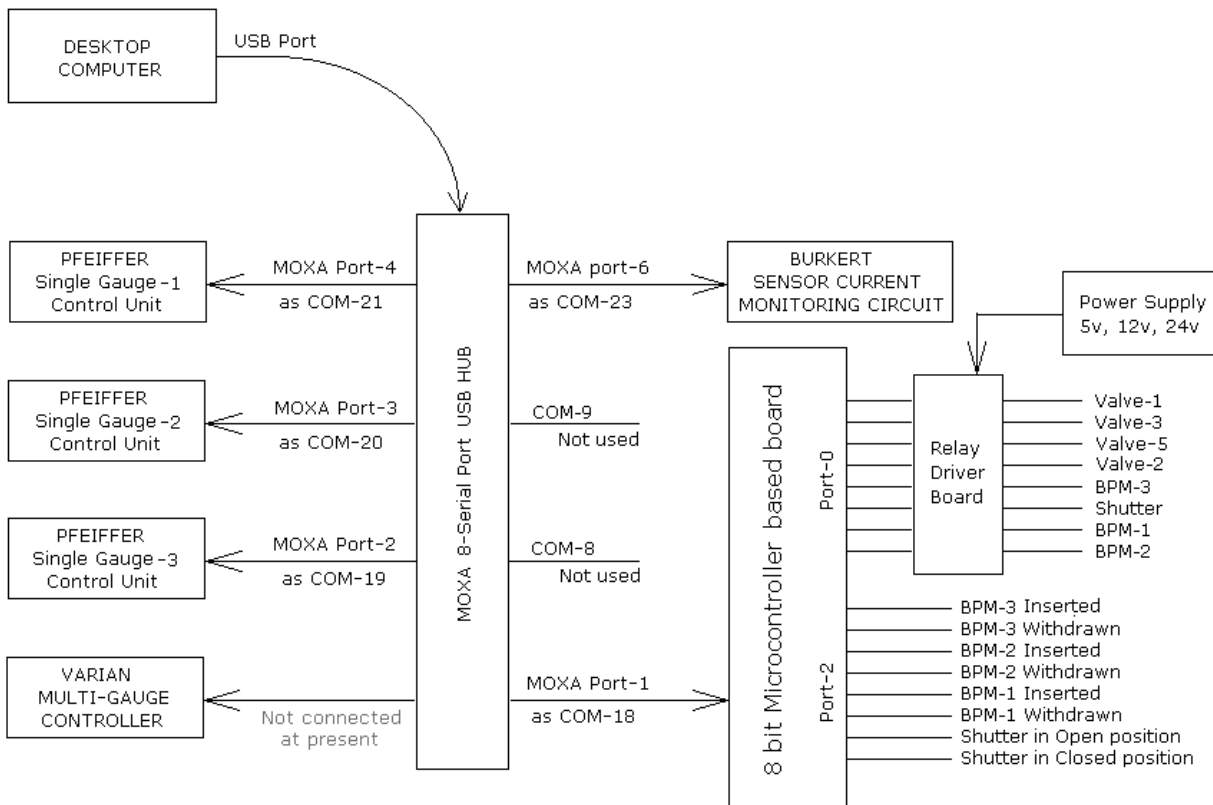 DESKTOP
COMPUTER
USB Port
PFEIFFER
Single Gauge-1
Control Unit
MOXA Port-4
as COM-21
PFEIFFER
Single Gauge-2
Control Unit
MOXA Port-3
as COM-20
PFEIFFER
Single Gauge-3
Control Unit
MOXA Port-2
as COM-19
VARIAN
MULTI-GAUGE
CONTROLLER
Not connected
at present
MOXA 8-Serial Port USB HUB
MOXA port-6
as COM-23
BURKERT
SENSOR CURRENT
MONITORING CIRCUIT
COM-9
Not used
COM-8
Not used
MOXA Port-1
as COM-18
8 bit Microcontroller based board
Port-0
Port-2
Power Supply
5v, 12v, 24v
Relay
Driver
Board
Valve-1
Valve-3
Valve-5
Valve-2
BPM-3
Shutter
BPM-1
BPM-2
BPM-3 Inserted
BPM-3 Withdrawn
BPM-2 Inserted
BPM-2 Withdrawn
BPM-1 Inserted
BPM-1 Withdrawn
Shutter in Open position
Shutter in Closed position